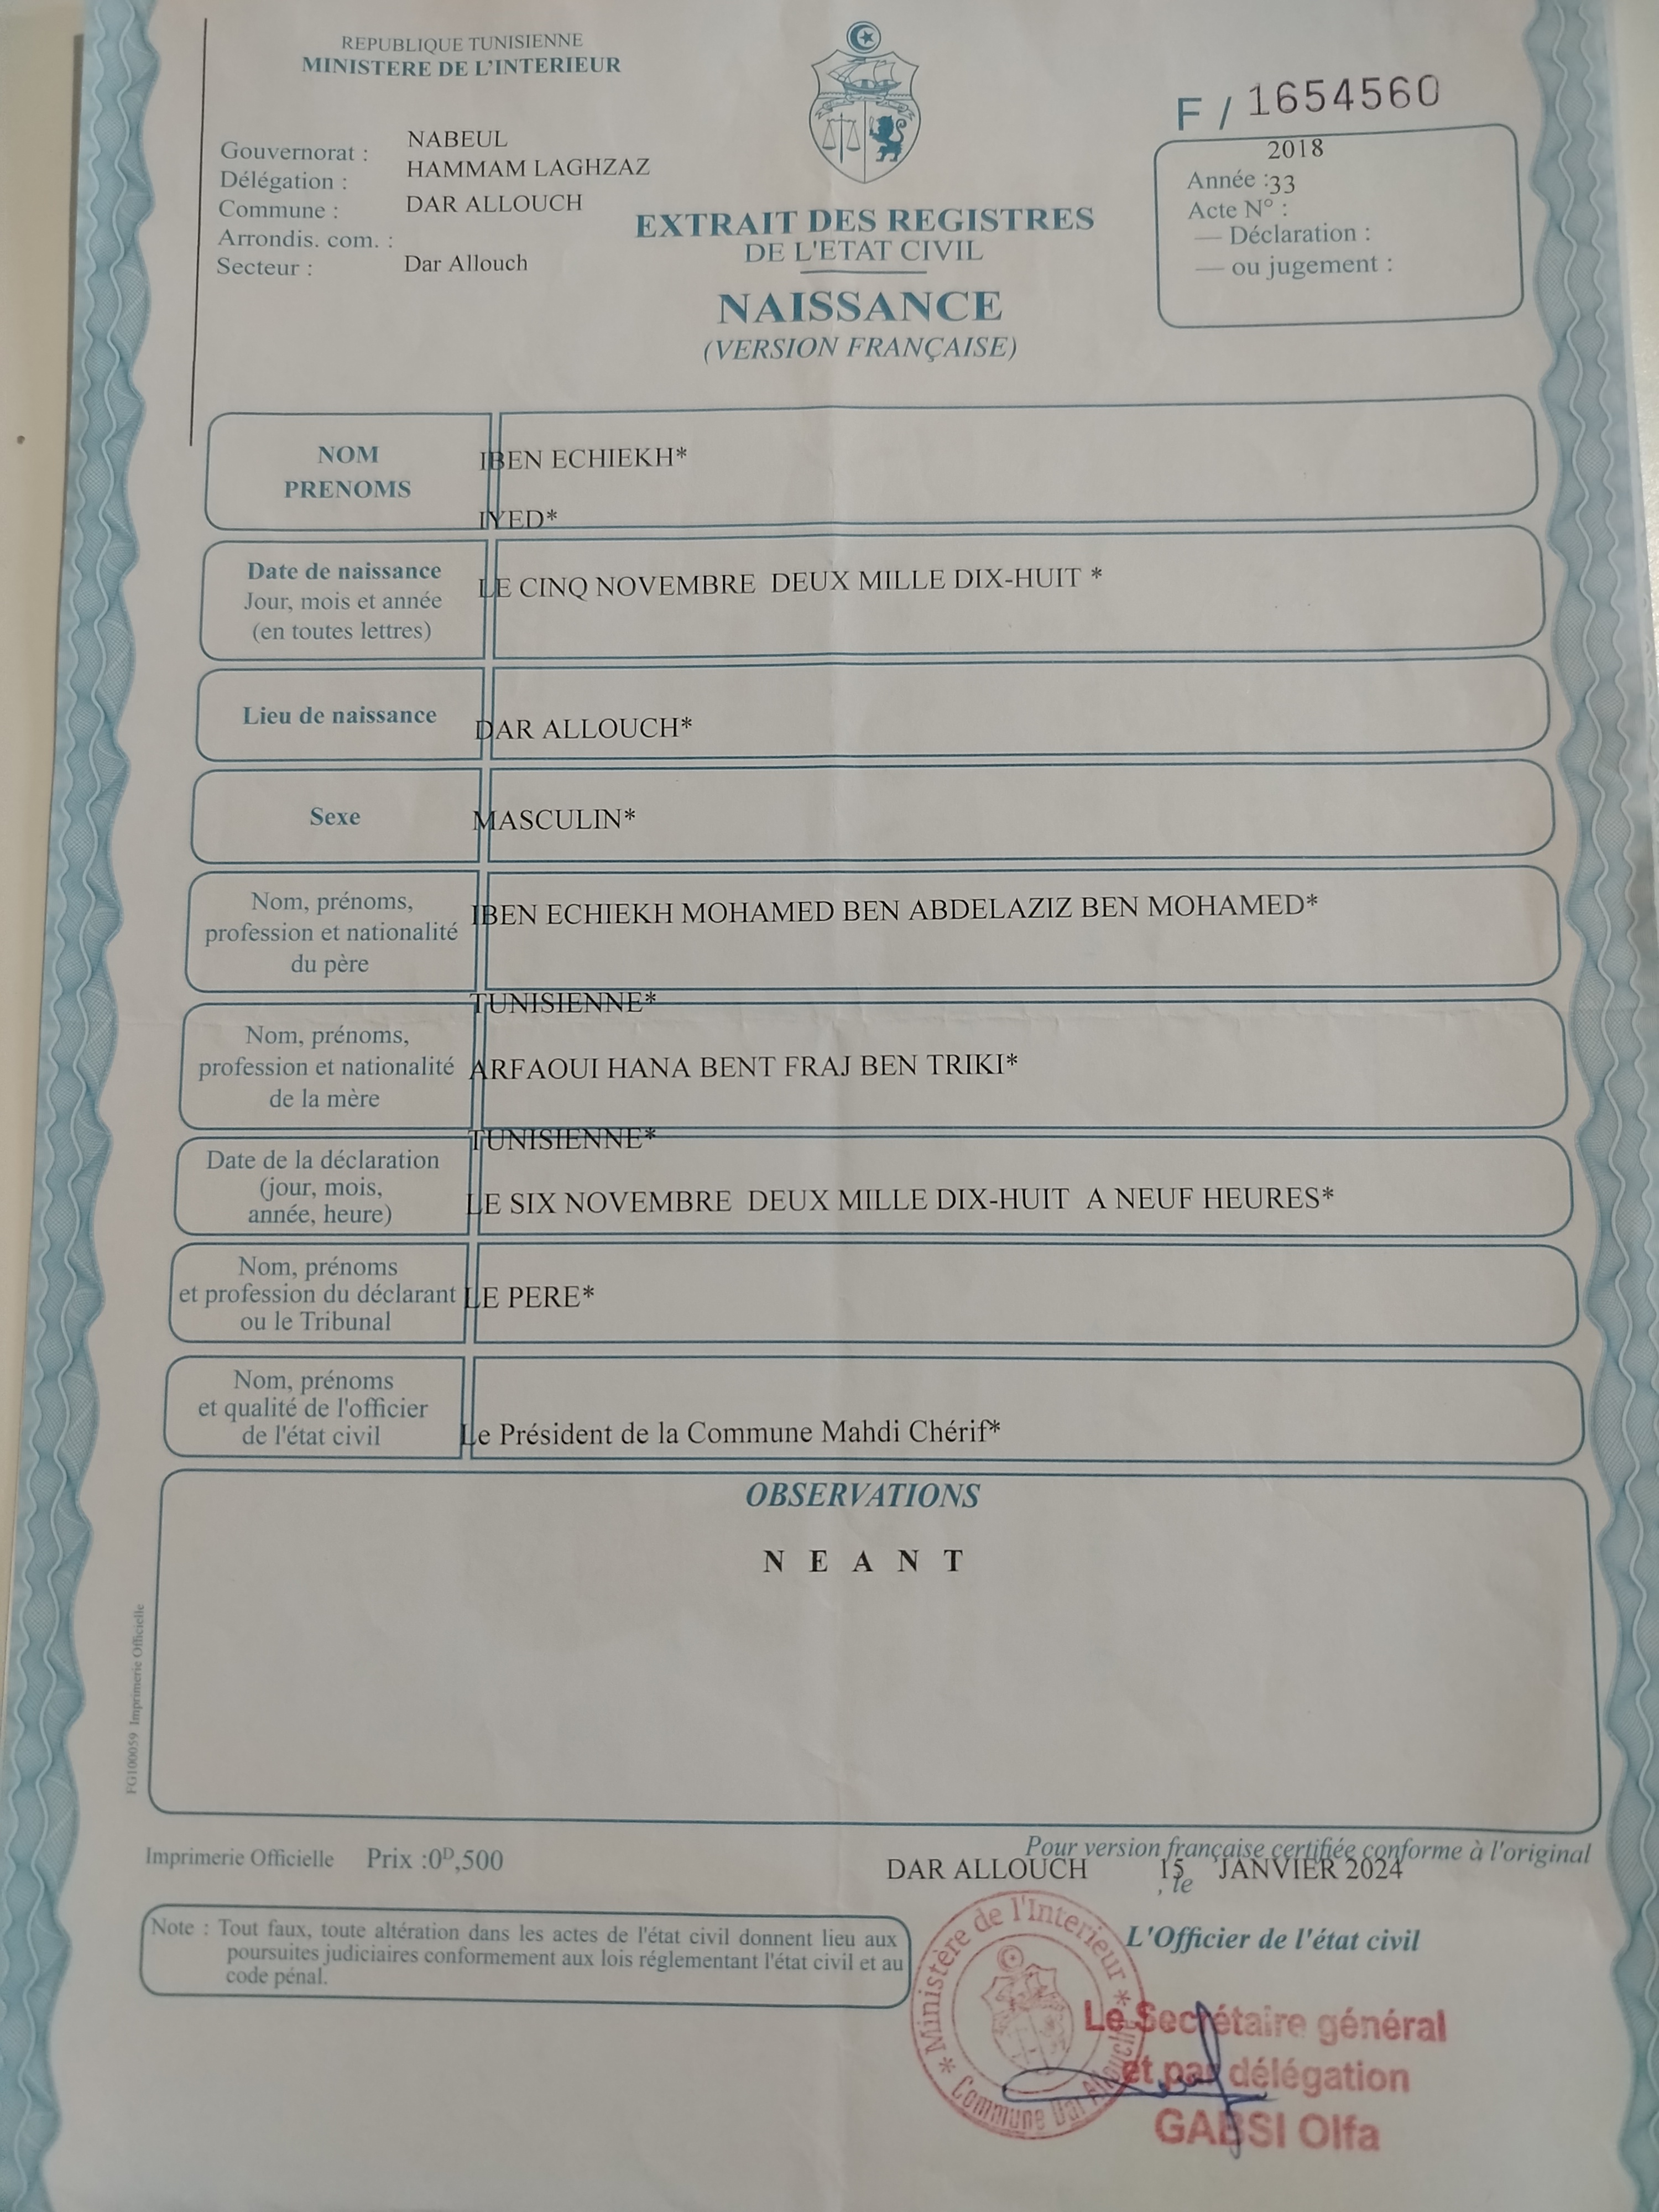 REPUBLIQUE TUNISIENNE
MINISTERE DE L'INTERIEUR
F / 1654560
Gouvernorat : NABEUL
Délégation : HAMMAM LAGHZAZ
Commune : DAR ALLOUCH
Arrondis. com. :
Secteur : Dar Allouch
2018
Année :33
Acte N° :
— Déclaration :
— ou jugement :
EXTRAIT DES REGISTRES
DE L'ETAT CIVIL
NAISSANCE
(VERSION FRANÇAISE)
NOM IBEN ECHIEKH*
PRENOMS
IYED*
Date de naissance
Jour, mois et année
(en toutes lettres)
LE CINQ NOVEMBRE DEUX MILLE DIX-HUIT *
Lieu de naissance
DAR ALLOUCH*
Sexe
MASCULIN*
Nom, prénoms,
profession et nationalité
du père
IBEN ECHIEKH MOHAMED BEN ABDELAZIZ BEN MOHAMED*
TUNISIENNE*
Nom, prénoms,
profession et nationalité
de la mère
ARFAOUI HANA BENT FRAJ BEN TRIKI*
TUNISIENNE*
Date de la déclaration
(jour, mois,
année, heure)
LE SIX NOVEMBRE DEUX MILLE DIX-HUIT A NEUF HEURES*
Nom, prénoms
et profession du déclarant
ou le Tribunal
LE PERE*
Nom, prénoms
et qualité de l'officier
de l'état civil
Le Président de la Commune Mahdi Chérif*
OBSERVATIONS
N E A N T
FG100059 Imprimerie Officielle
Imprimerie Officielle Prix :0D,500
Pour version française certifiée conforme à l'original
DAR ALLOUCH , le 15 JANVIER 2024
Note : Tout faux, toute altération dans les actes de l'état civil donnent lieu aux
poursuites judiciaires conformement aux lois réglementant l'état civil et au
code pénal.
L'Officier de l'état civil
* Ministère de l'Interieur * Commune Dar Allouch
Le Secrétaire général
et par délégation
GABSI Olfa